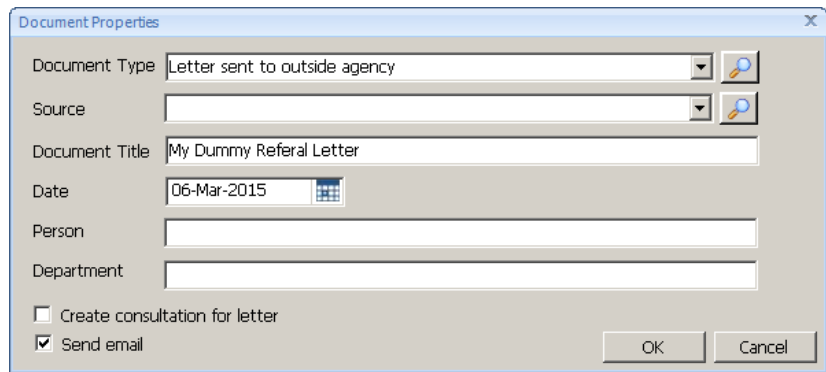 Document Properties
Document Type Letter sent to outside agency
Source
Document Title My Dummy Referal Letter
Date 06-Mar-2015
Person
Department
Create consultation for letter
Send email
OK Cancel